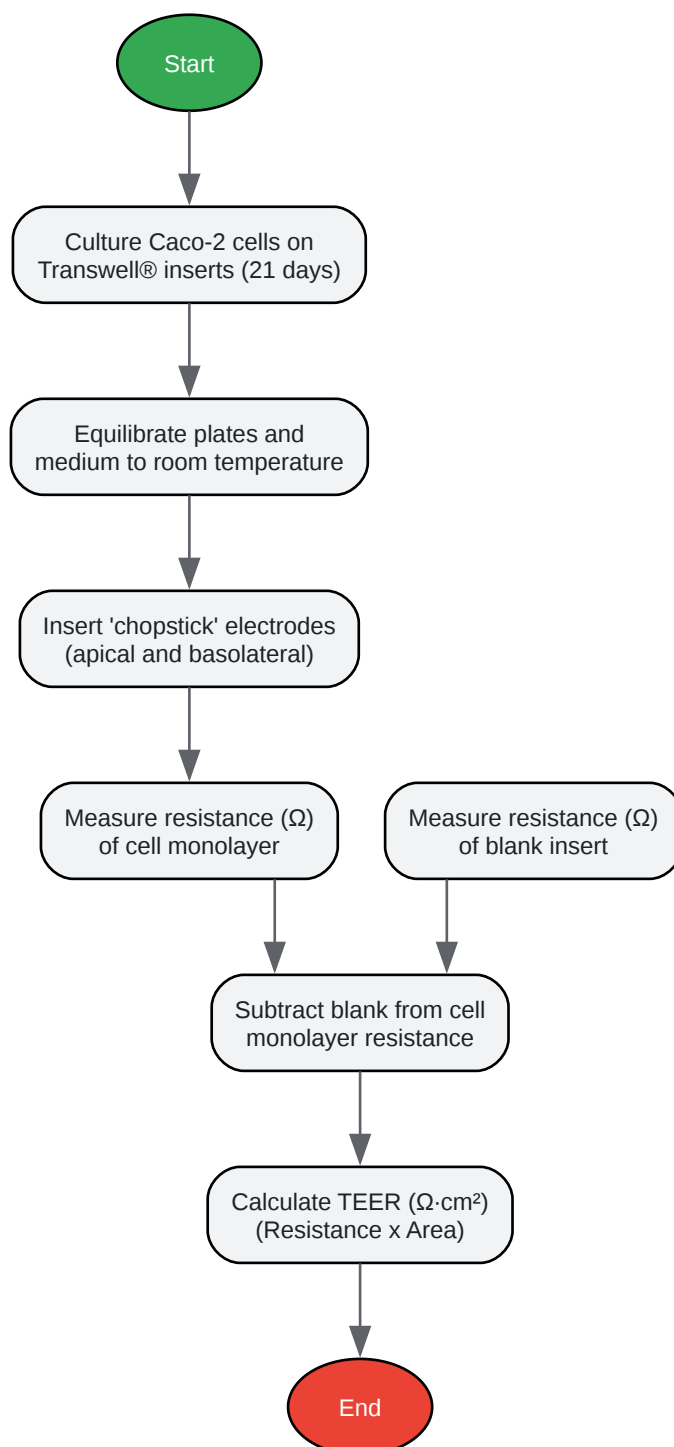 Start
Culture Caco-2 cells on
Transwell® inserts (21 days)
Equilibrate plates and
medium to room temperature
Insert 'chopstick' electrodes
(apical and basolateral)
Measure resistance (Ω)
of cell monolayer
Measure resistance (Ω)
of blank insert
Subtract blank from cell
monolayer resistance
Calculate TEER (Ω·cm²)
(Resistance x Area)
End